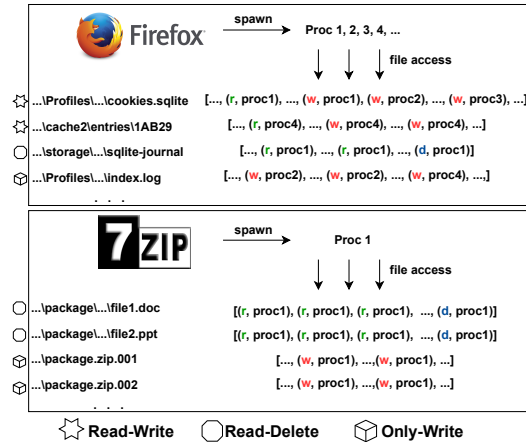 Firefox spawn Proc 1, 2, 3, 4, ...
file access
...\Profiles\...\cookies.sqlite [..., (r, proc1), ..., (w, proc1), (w, proc2), ..., (w, proc3) ..., ...]
...\cache2\entries\1AB29 [..., (r, proc4), ..., (w, proc4), ..., (w, proc4), ...]
...\storage\...\sqlite-journal [..., (r, proc1), ..., (r, proc1), ..., (d, proc1)]
...\Profiles\...\index.log [..., (w, proc2), ..., (w, proc2), ..., (w, proc4), ...,]
. . .
7ZIP spawn Proc 1
file access
...\package\...\file1.doc [(r, proc1), (r, proc1), (r, proc1), ..., (d, proc1)]
...\package\...\file2.ppt [(r, proc1), (r, proc1), (r, proc1), ..., (d, proc1)]
...\package.zip.001 [..., (w, proc1), ...,(w, proc1), ...]
...\package.zip.002 [..., (w, proc1), ...,(w, proc1), ...]
. . .
Read-Write Read-Delete Only-Write